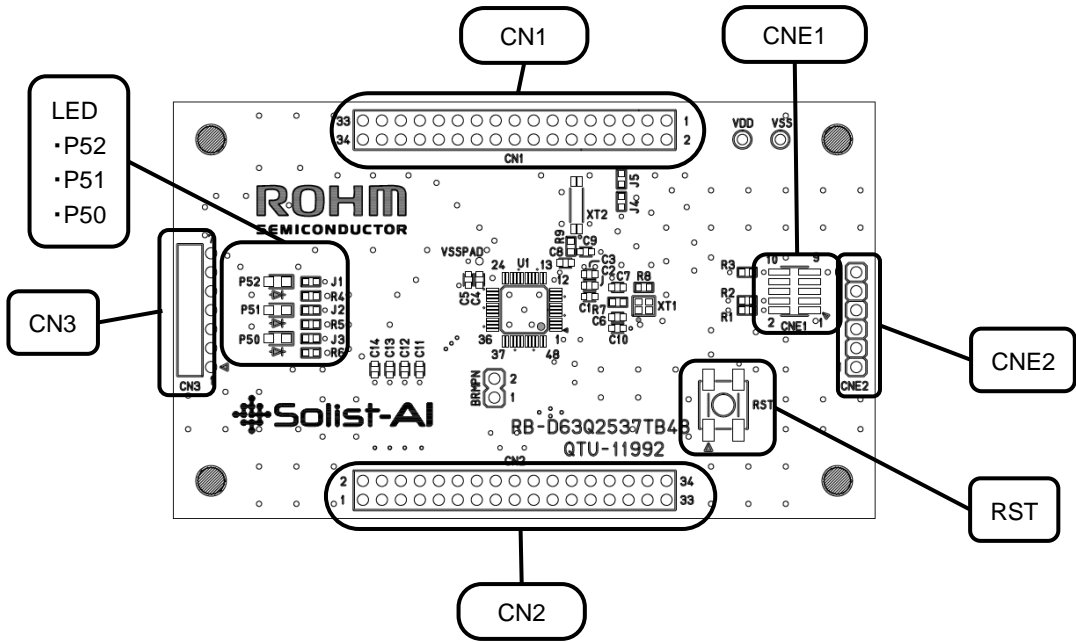 CN1
CNE1
LED
・P52
・P51
・P50
33
1
34
2
CN1
VDD
VSS
J5
J4
XT2
ROHM
SEMICONDUCTOR
R9
C9
C8
VSSPAD
U1
24
13
12
C3
C2
C7
R8
R3
10
9
P52
J1
R4
C5
C4
C1
R7
XT1
R2
P51
J2
R5
C6
R1
2
1
CNE1
CN3
P50
J3
R6
36
1
C10
37
48
CN3
C14
C13
C12
C11
BRMPN
2
1
CNE2
CNE2
Solist-AI
RST
RB-D63Q2537TB48
QTU-11992
CN2
2
34
1
33
RST
CN2